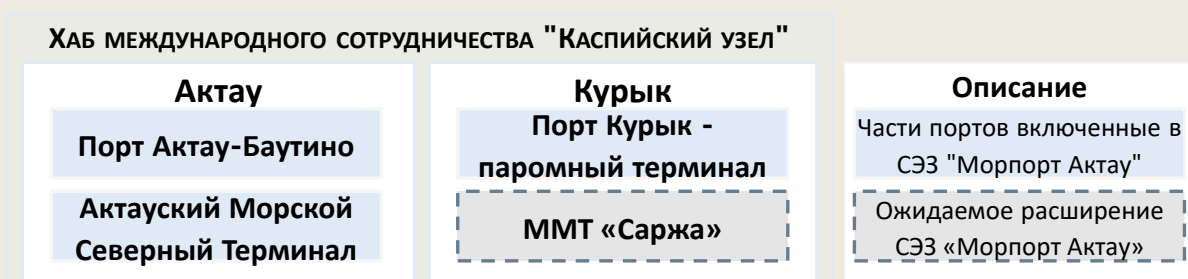 Хаб международного сотрудничества "Каспийский узел"
Актау
Порт Актау-Баутино
Актауский Морской
Северный Терминал
Курык
Порт Курык -
паромный терминал
ММТ «Саржа»
Описание
Части портов включенные в
СЭЗ "Морпорт Актау"
Ожидаемое расширение
СЭЗ «Морпорт Актау»